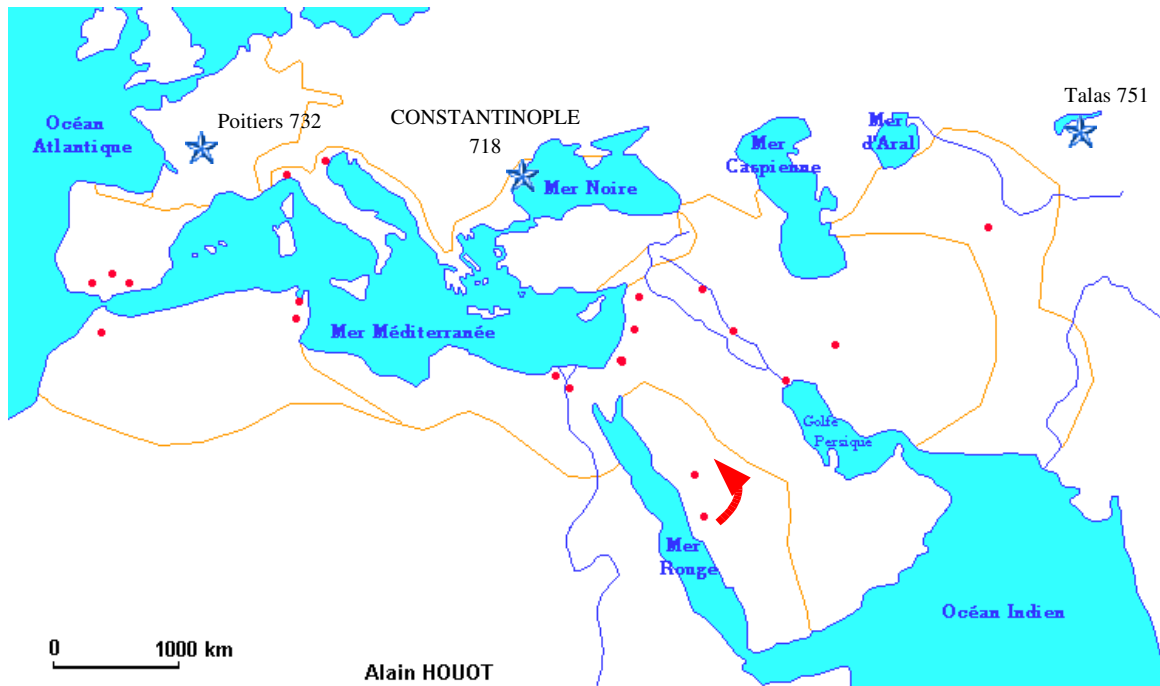 Talas 751
Océan
Atlantique
Poitiers 732
CONSTANTINOPLE
718
Mer
Caspienne
Mer
d'Aral
Mer Noire
Mer Méditerranée
Golfe
Persique
Mer
Rouge
Océan Indien
0 1000 km
Alain HOUOT